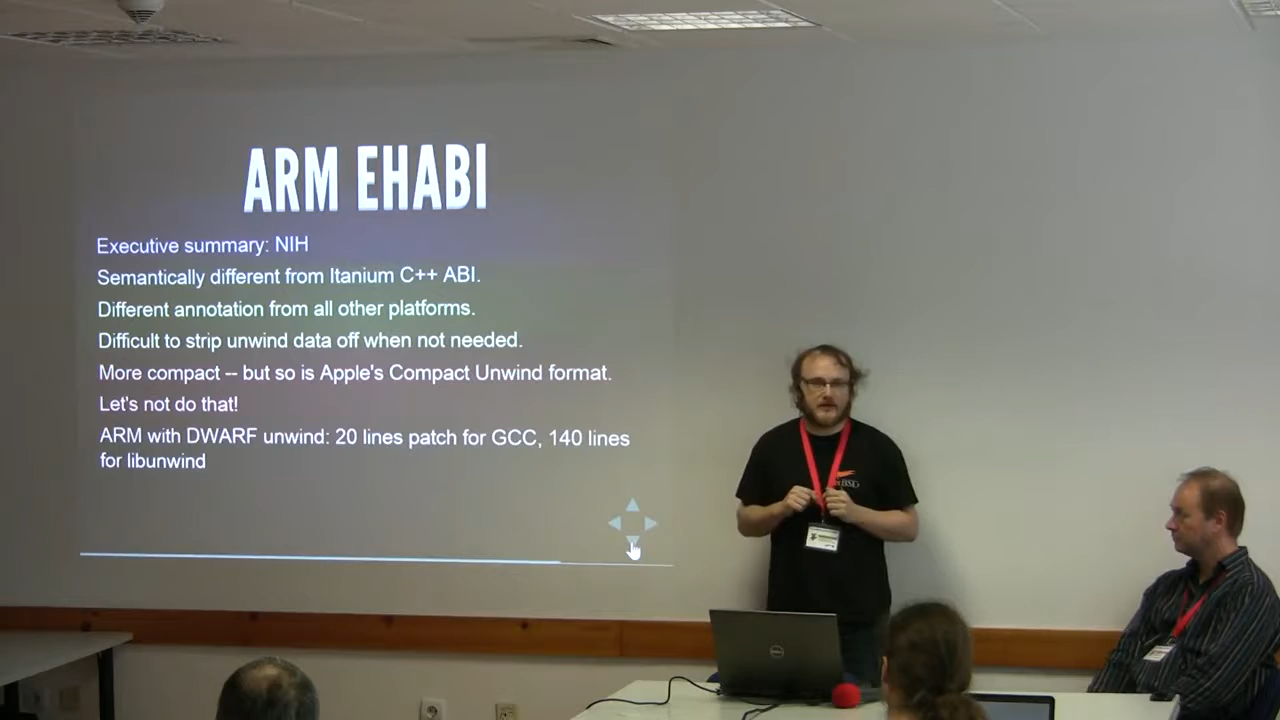 ARM EHABI
Executive summary: NIH
Semantically different from Itanium C++ ABI.
Different annotation from all other platforms.
Difficult to strip unwind data off when not needed.
More compact -- but so is Apple's Compact Unwind format.
Let's not do that!
ARM with DWARF unwind: 20 lines patch for GCC, 140 lines
for libunwind
BSD
DELL